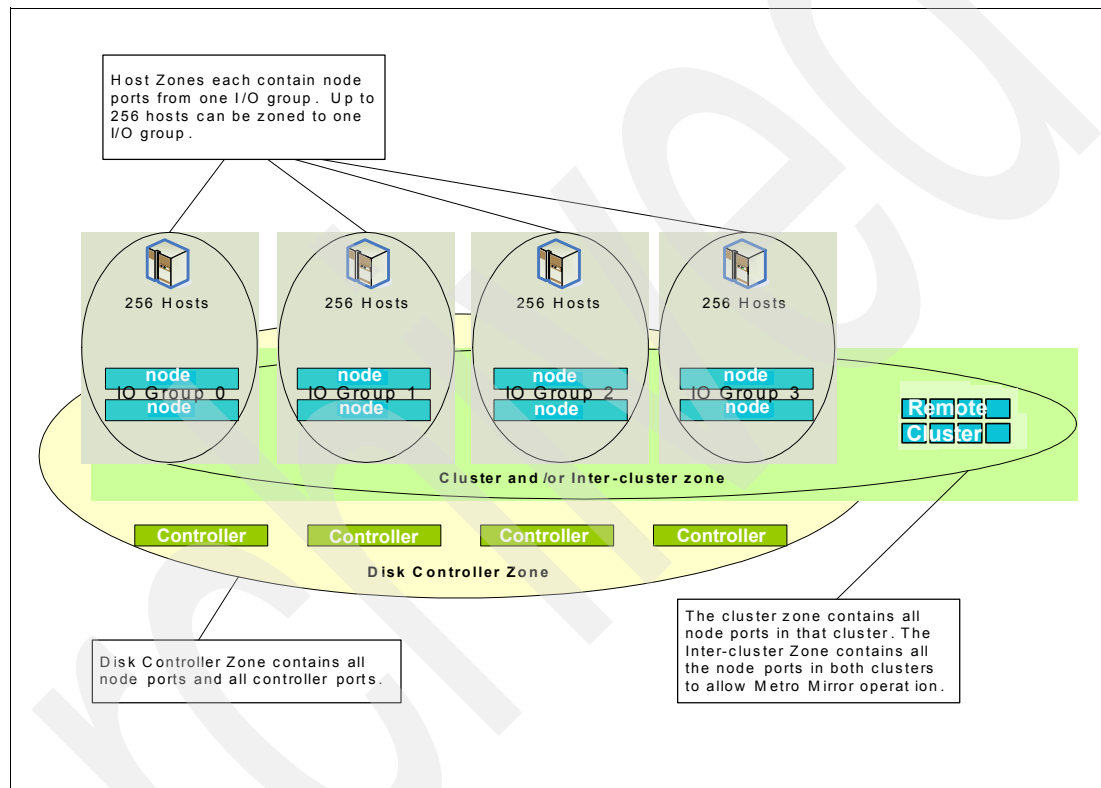 Host Zones each contain node
ports from one I/O group. Up to
256 hosts can be zoned to one
I/O group.
256 Hosts
256 Hosts
256 Hosts
256 Hosts
node
IO Group 0
node
node
IO Group 1
node
node
IO Group 2
node
node
IO Group 3
node
Remote
Cluster
Cluster and /or Inter-cluster zone
Controller
Controller
Controller
Controller
Disk Controller Zone
Disk Controller Zone contains all
node ports and all controller ports.
The cluster zone contains all
node ports in that cluster. The
Inter-cluster Zone contains all
the node ports in both clusters
to allow Metro Mirror operation.